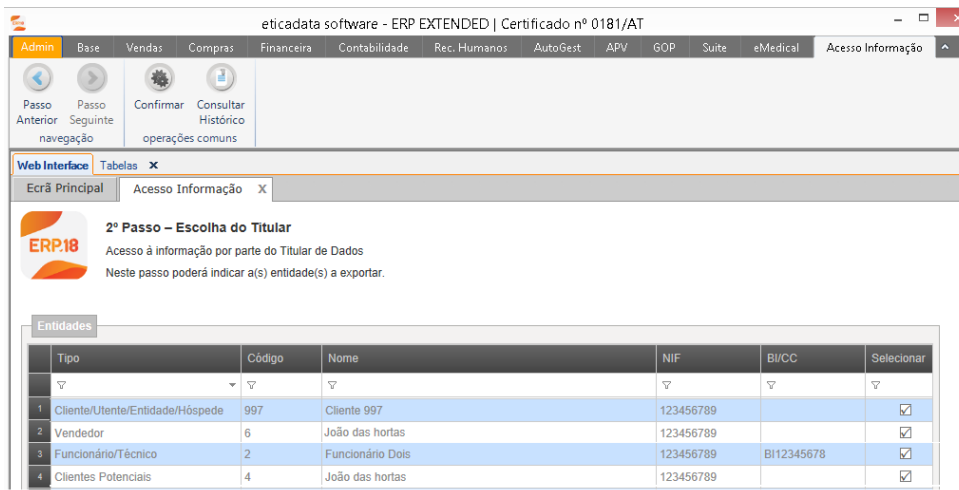 eticadata software - ERP EXTENDED | Certificado nº 0181/AT
Admin Base Vendas Compras Financeira Contabilidade Rec. Humanos AutoGest APV GOP Suite eMedical Acesso Informação
Passo Anterior Passo Seguinte Confirmar Consultar Histórico
navegação operações comuns
Web Interface Tabelas X
Ecrã Principal Acesso Informação X
ERP.18
2º Passo – Escolha do Titular
Acesso à informação por parte do Titular de Dados
Neste passo poderá indicar a(s) entidade(s) a exportar.
Entidades
Tipo Código Nome NIF BI/CC Selecionar
1 Cliente/Utente/Entidade/Hóspede 997 Cliente 997 123456789
2 Vendedor 6 João das hortas 123456789
3 Funcionário/Técnico 2 Funcionário Dois 123456789 BI12345678
4 Clientes Potenciais 4 João das hortas 123456789